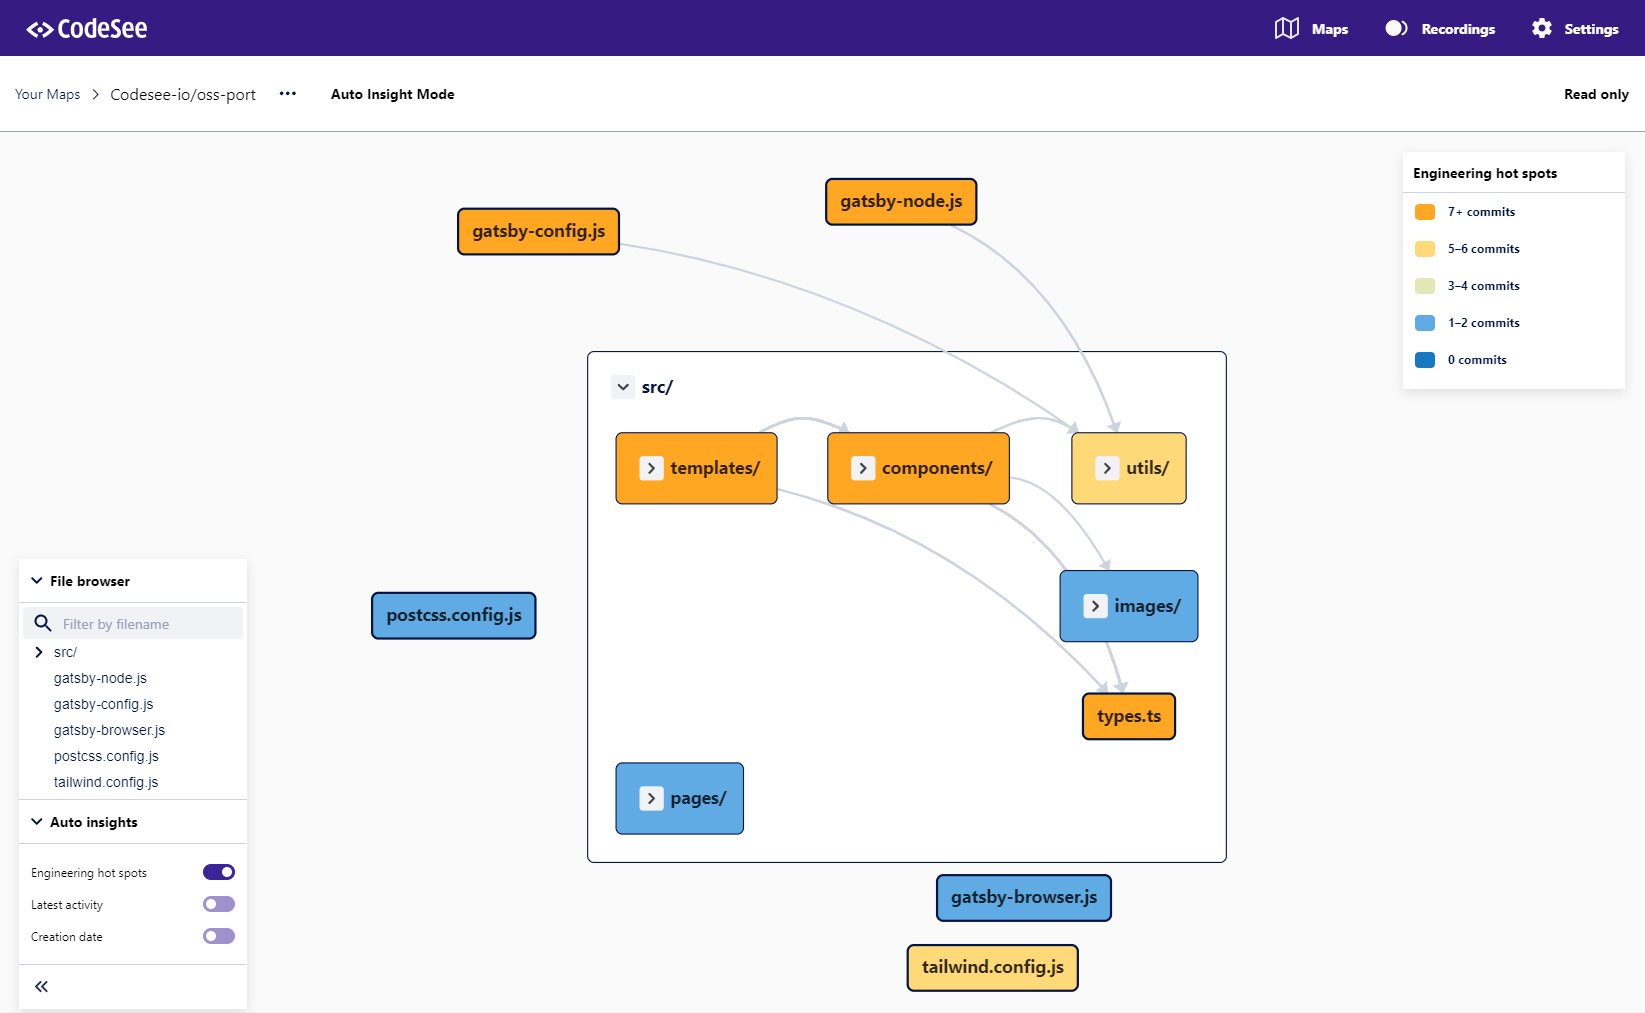 CodeSee
Maps
Recordings
Settings
Your Maps
Codesee-io/oss-port
•••
Auto Insight Mode
Read only
Engineering hot spots
7+ commits
5–6 commits
3–4 commits
1–2 commits
0 commits
gatsby-node.js
gatsby-config.js
src/
templates/
components/
utils/
images/
postcss.config.js
types.ts
pages/
gatsby-browser.js
tailwind.config.js
File browser
Filter by filename
src/
gatsby-node.js
gatsby-config.js
gatsby-browser.js
postcss.config.js
tailwind.config.js
Auto insights
Engineering hot spots
Latest activity
Creation date